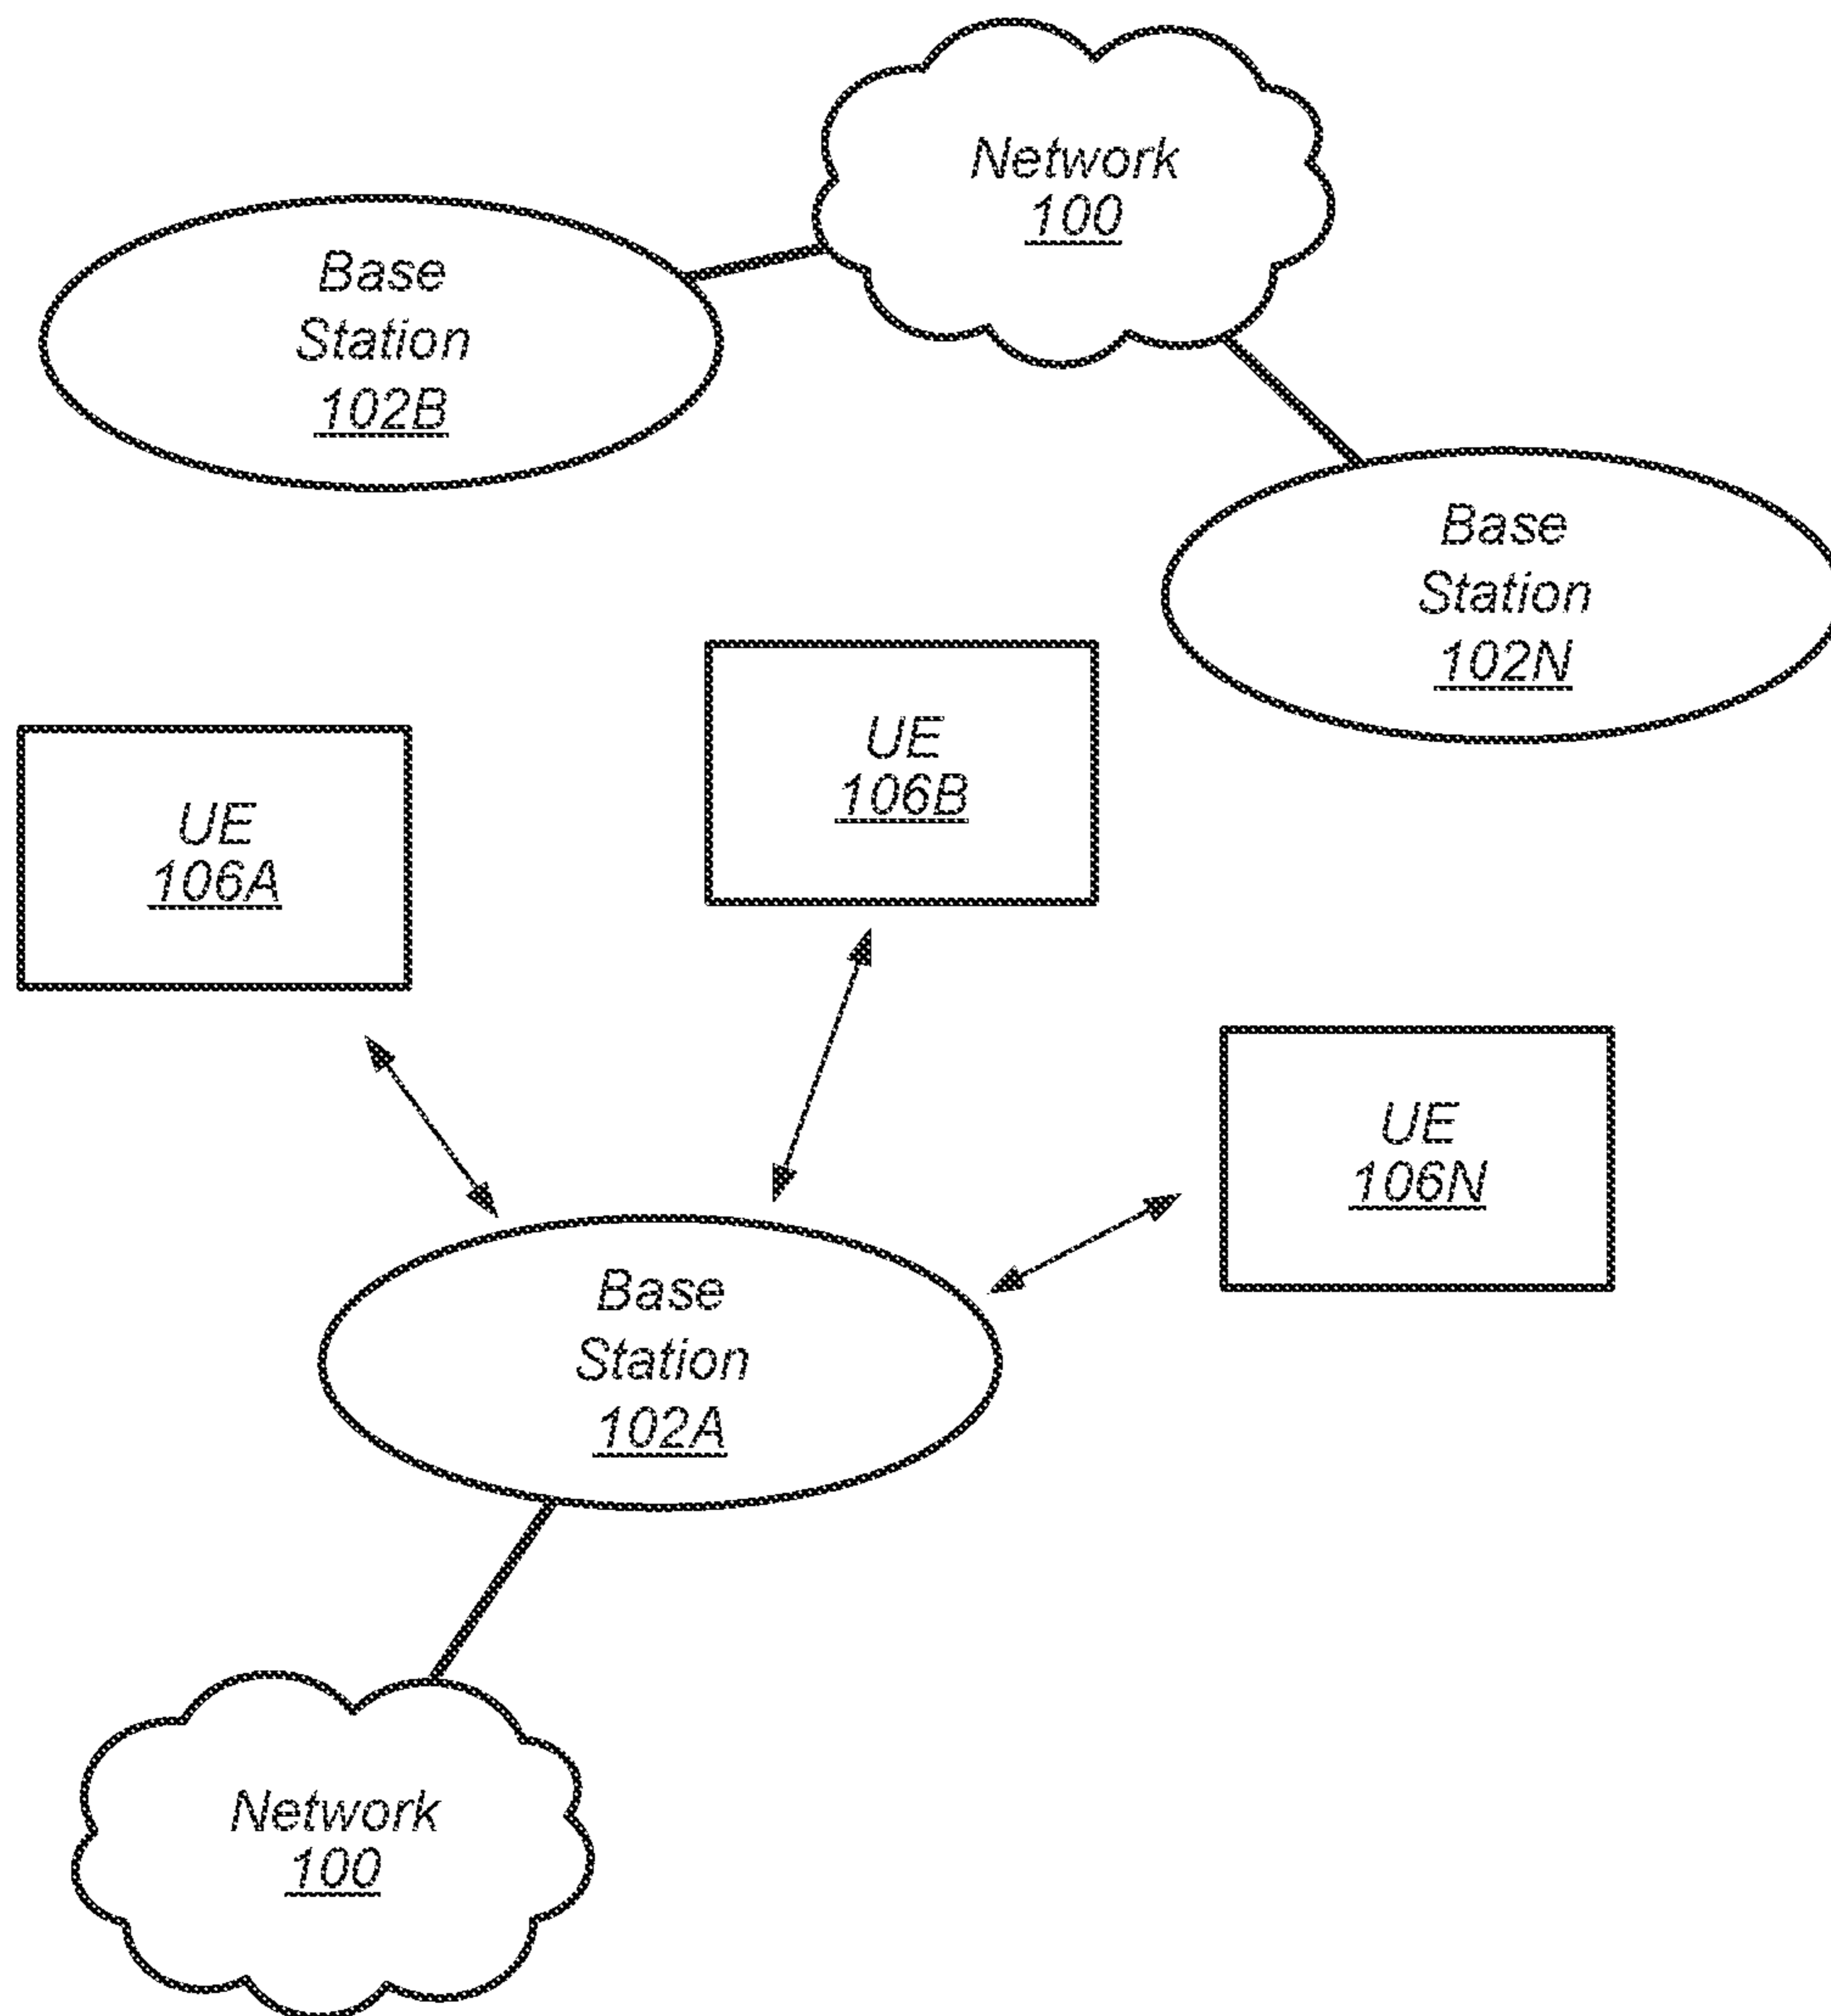 Network
100
Base
Station
102B
Base
Station
102N
UE
106B
UE
106A
UE
106N
Base
Station
102A
Network
100